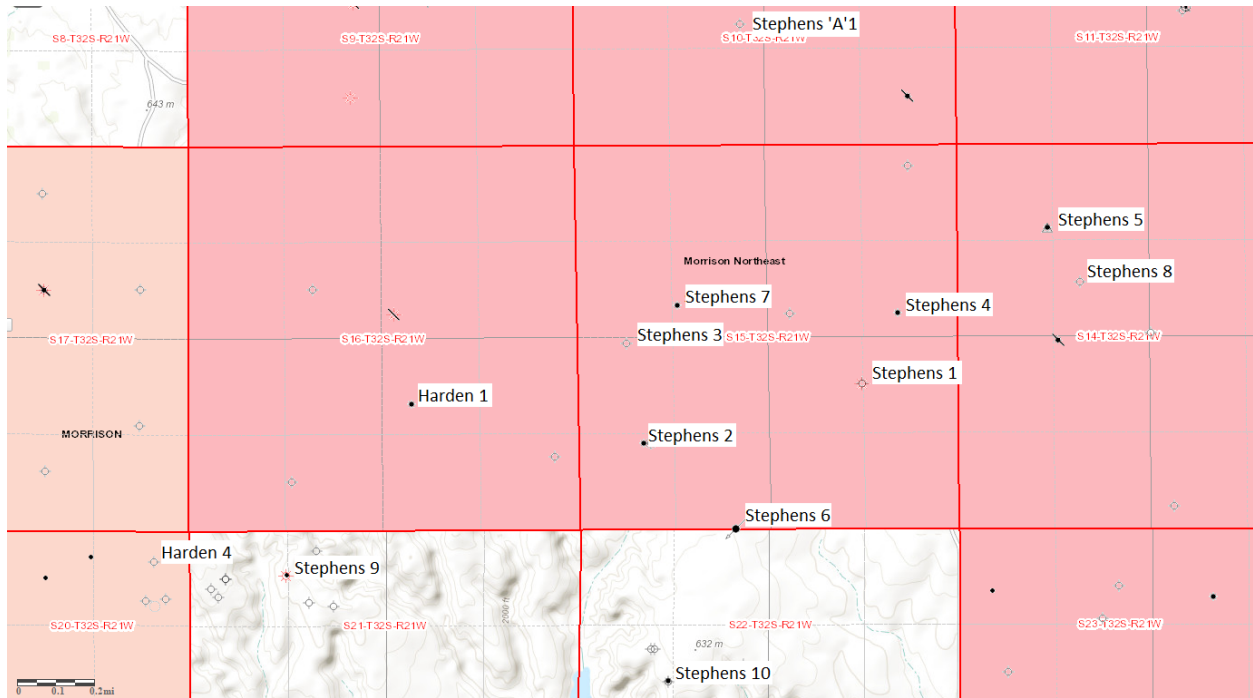 Stephens 'A'1
S8-T32S-R21W
S9-T32S-R21W
S10-T32S-R21W
S11-T32S-R21W
643 m
Stephens 5
Morrison Northeast
Stephens 8
Stephens 7
Stephens 4
S17-T32S-R21W
S16-T32S-R21W
Stephens 3
S15-T32S-R21W
S14-T32S-R21W
Stephens 1
Harden 1
MORRISON
Stephens 2
Stephens 6
Harden 4
Stephens 9
2000 ft
S20-T32S-R21W
S21-T32S-R21W
S22-T32S-R21W
S23-T32S-R21W
632 m
Stephens 10
0 0.1 0.2mi